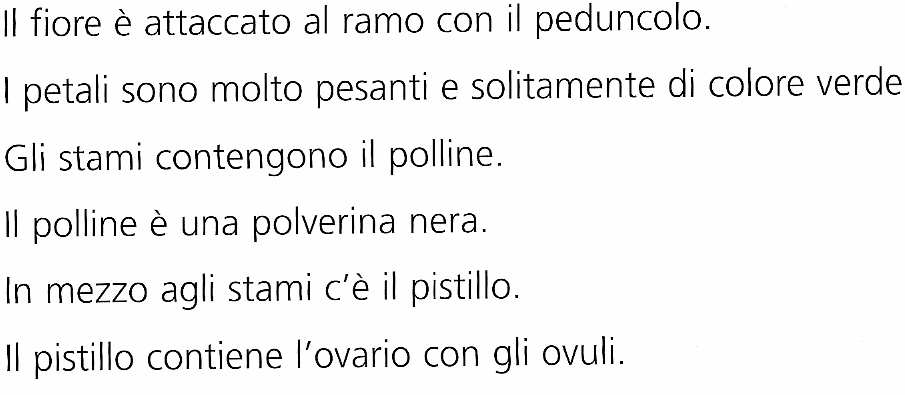 Il fiore è attaccato al ramo con il peduncolo.
I petali sono molto pesanti e solitamente di colore verde
Gli stami contengono il polline.
Il polline è una polverina nera.
In mezzo agli stami c'è il pistillo.
Il pistillo contiene l'ovario con gli ovuli.